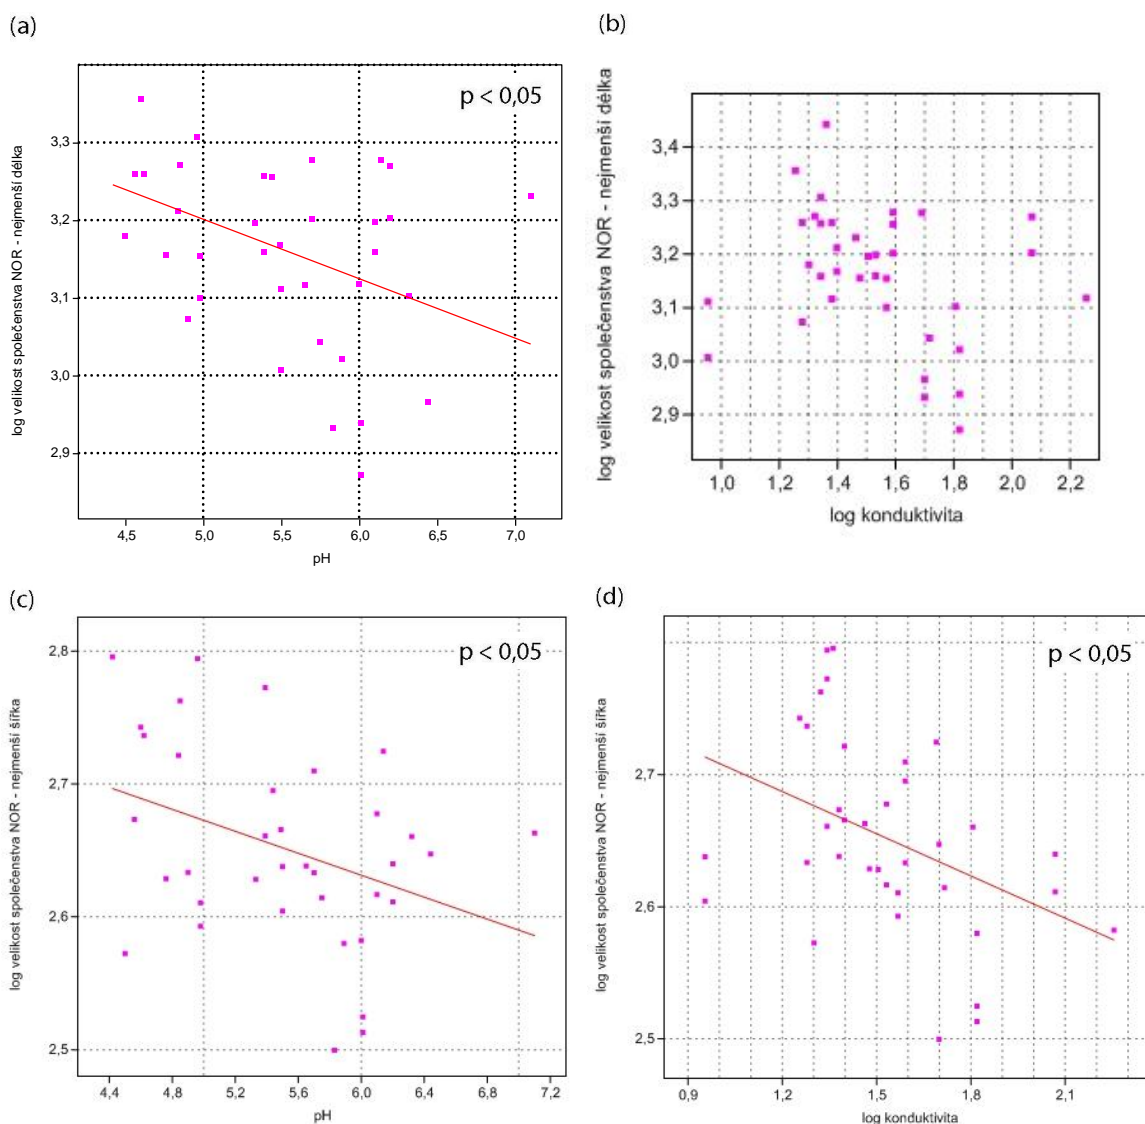 (a)
p < 0,05
log velikost společenstva NOR - nejmenší délka
3,3
3,2
3,1
3,0
2,9
4,5 5,0 5,5 6,0 6,5 7,0
pH
(b)
log velikost společenstva NOR - nejmenší délka
3,4
3,3
3,2
3,1
3,0
2,9
1,0 1,2 1,4 1,6 1,8 2,0 2,2
log konduktivita
(c)
p < 0,05
log velikost společenstva NOR - nejmenší šířka
2,8
2,7
2,6
2,5
4,4 4,8 5,2 5,6 6,0 6,4 6,8 7,2
pH
(d)
p < 0,05
log velikost společenstva NOR - nejmenší šířka
2,7
2,6
2,5
0,9 1,2 1,5 1,8 2,1
log konduktivita